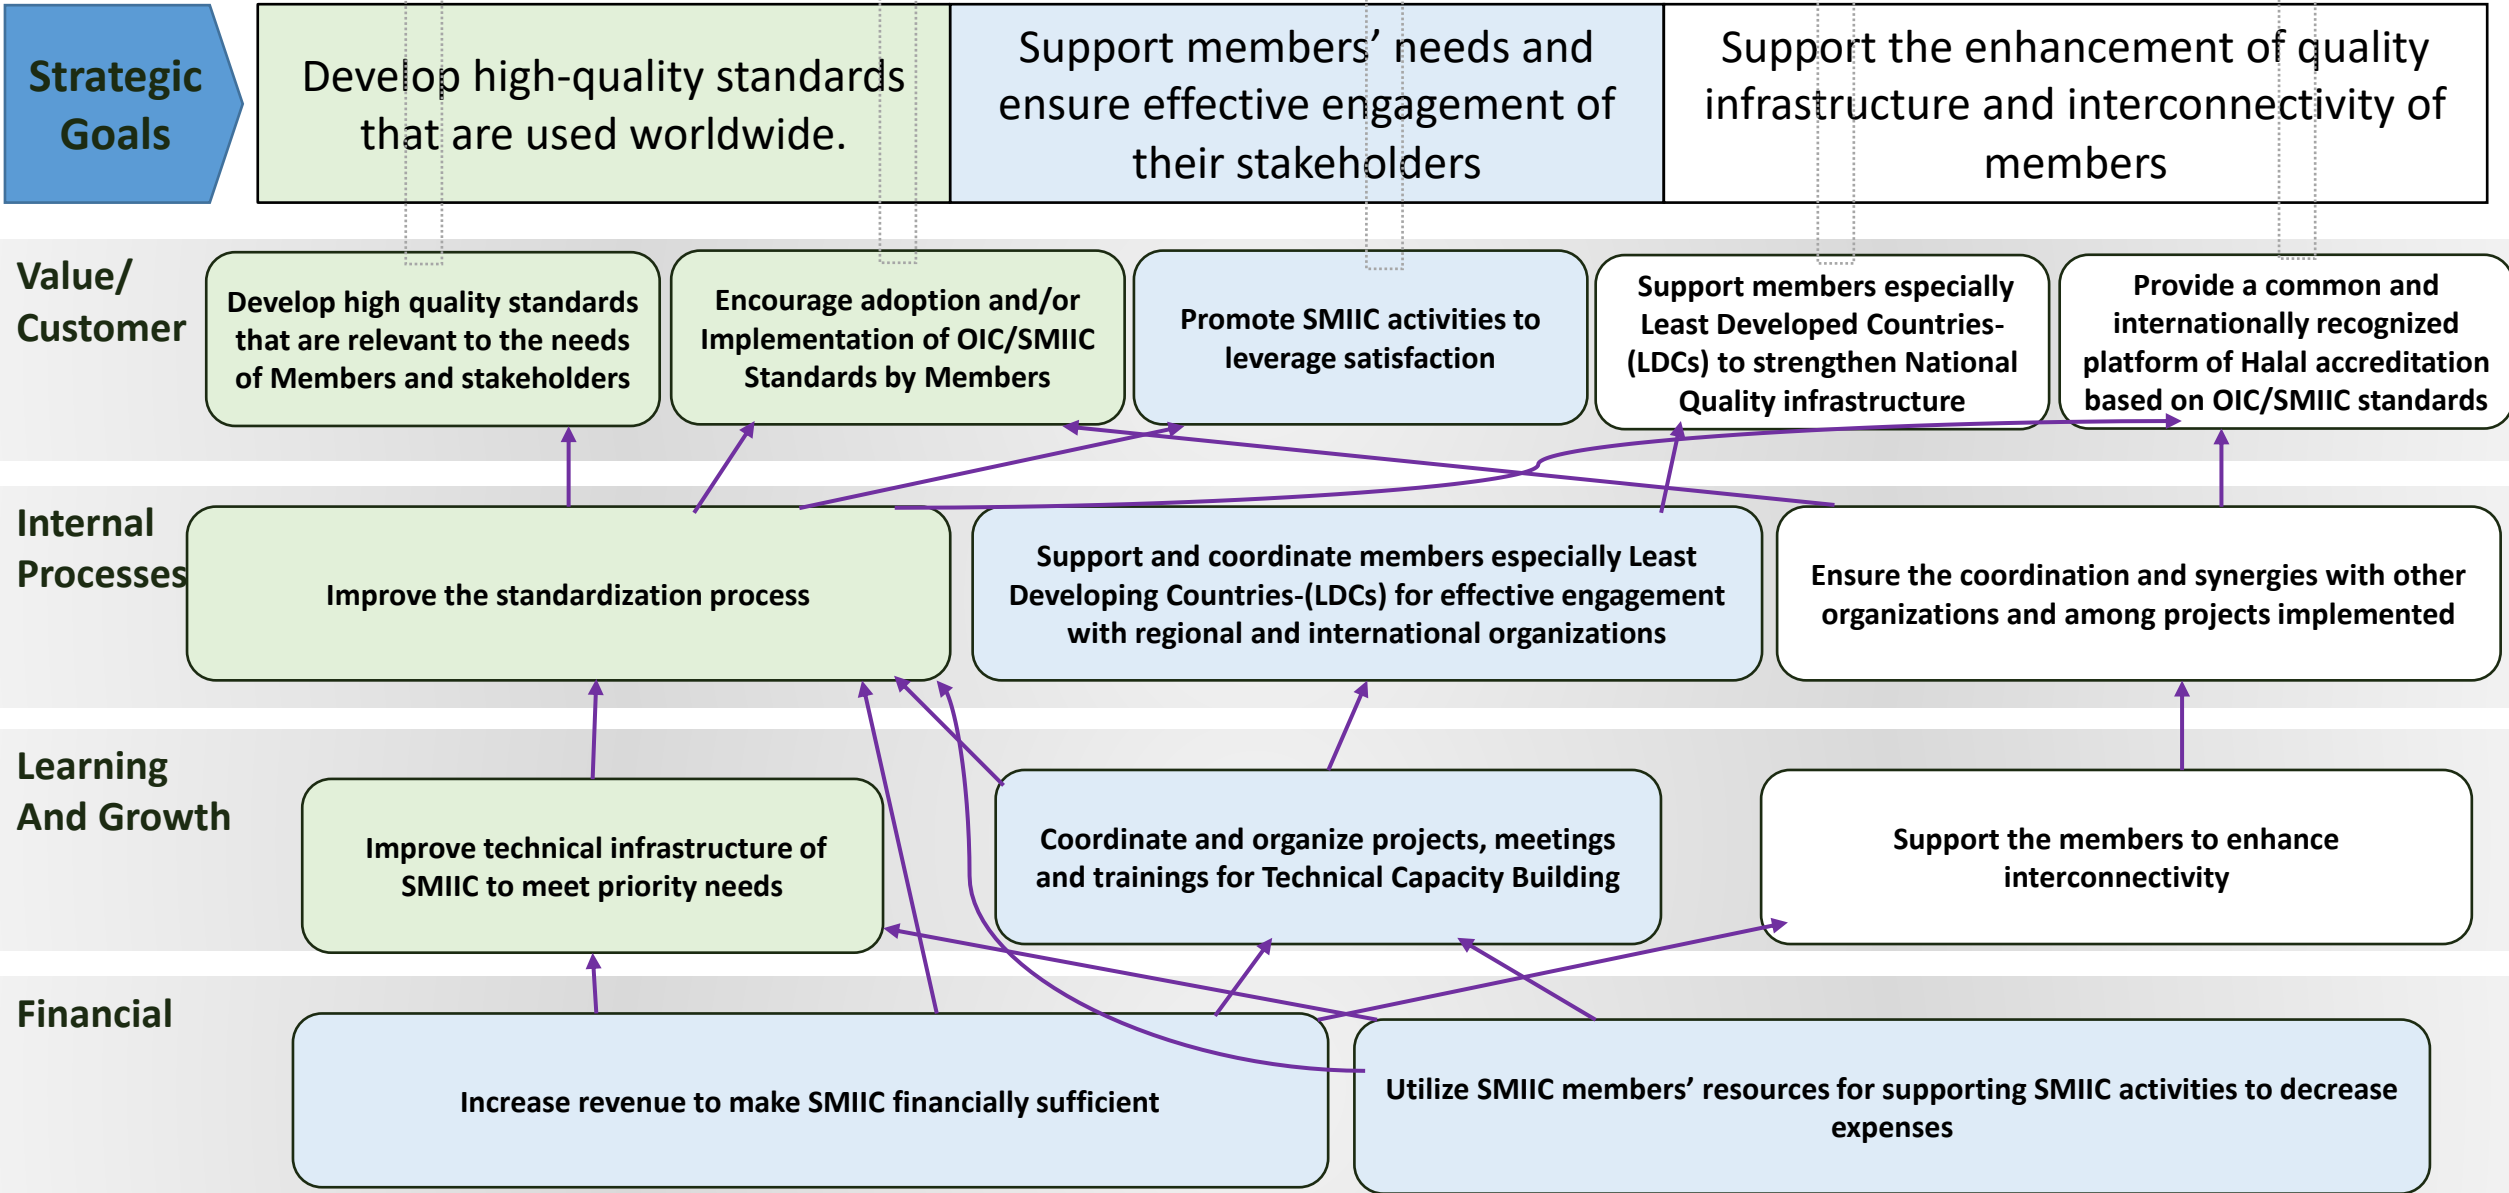 Strategic
Goals
Develop high-quality standards
that are used worldwide.
Support members’ needs and
ensure effective engagement of
their stakeholders
Support the enhancement of quality
infrastructure and interconnectivity of
members
Value/
Customer
Develop high quality standards
that are relevant to the needs
of Members and stakeholders
Encourage adoption and/or
Implementation of OIC/SMIIC
Standards by Members
Promote SMIIC activities to
leverage satisfaction
Support members especially
Least Developed Countries-
(LDCs) to strengthen National
Quality infrastructure
Provide a common and
internationally recognized
platform of Halal accreditation
based on OIC/SMIIC standards
Internal
Processes
Improve the standardization process
Support and coordinate members especially Least
Developing Countries-(LDCs) for effective engagement
with regional and international organizations
Ensure the coordination and synergies with other
organizations and among projects implemented
Learning
And Growth
Improve technical infrastructure of
SMIIC to meet priority needs
Coordinate and organize projects, meetings
and trainings for Technical Capacity Building
Support the members to enhance
interconnectivity
Financial
Increase revenue to make SMIIC financially sufficient
Utilize SMIIC members’ resources for supporting SMIIC activities to decrease
expenses